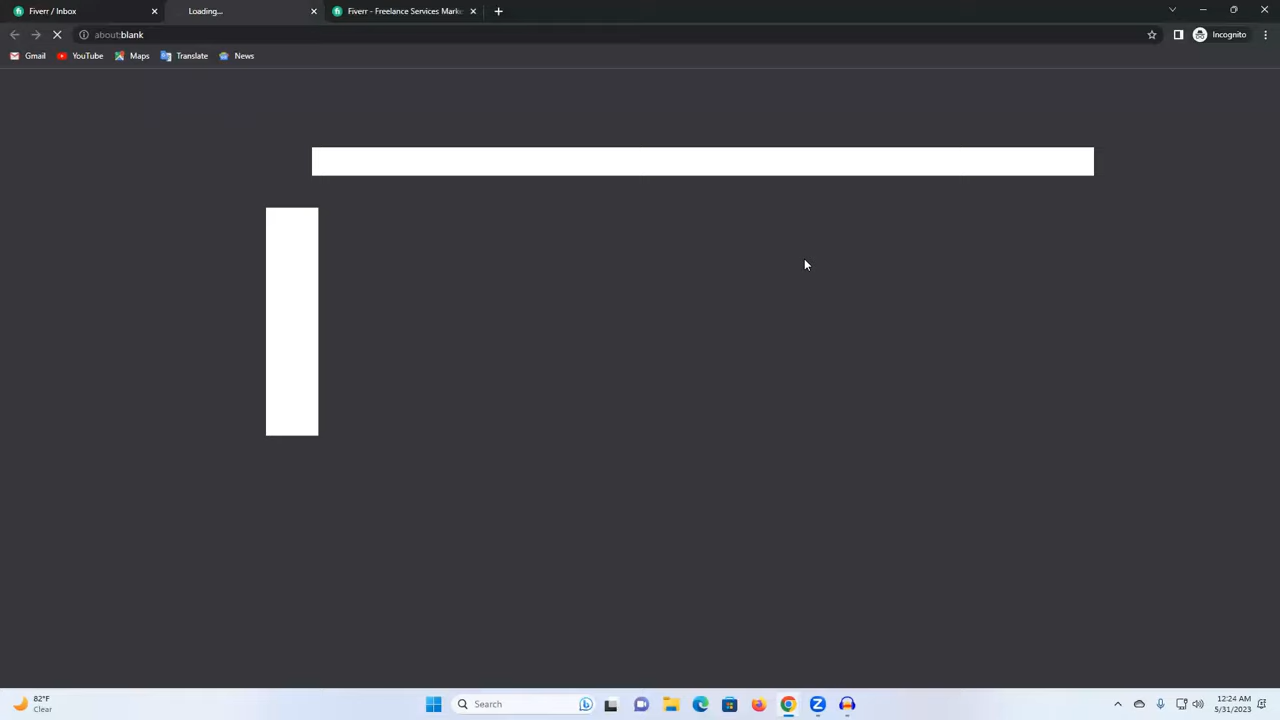 Fiverr / Inbox
Loading...
Fiverr - Freelance Services Mark
about:blank
Incognito
Gmail
YouTube
Maps
Translate
News
82°F
Clear
Search
12:24 AM
5/31/2023